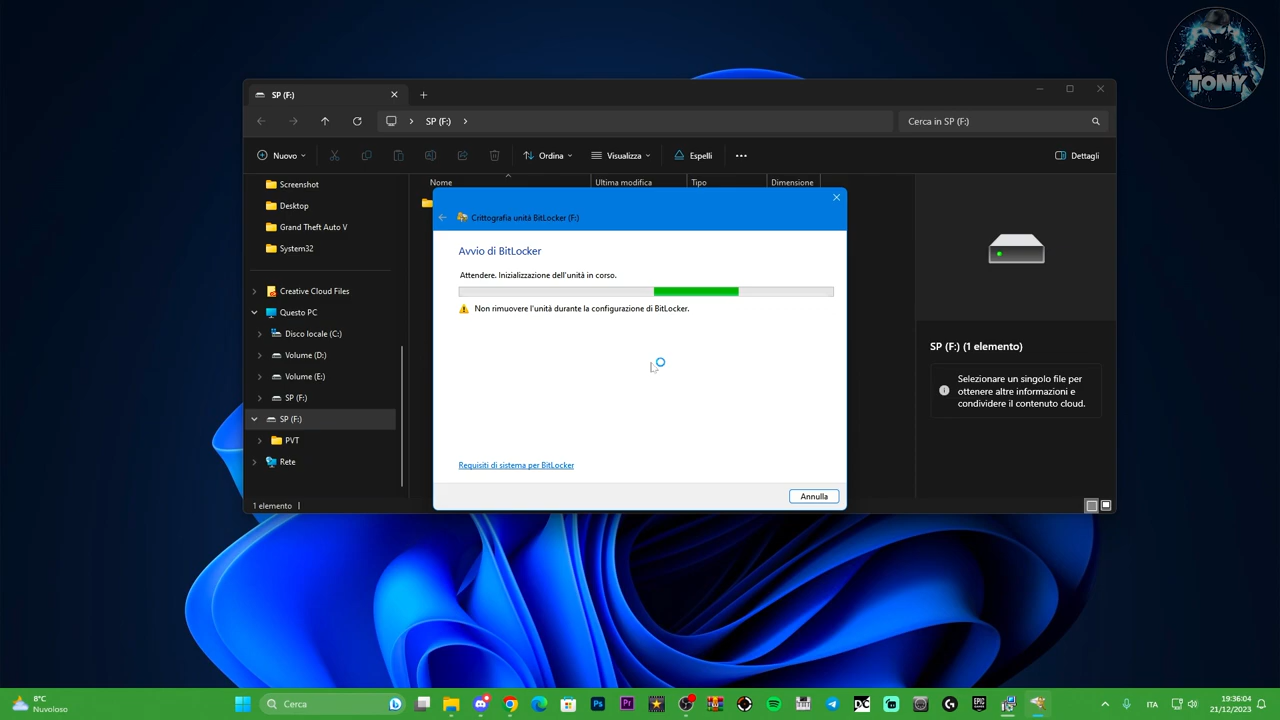 TONY
SP (F:)
SP (F:)
Cerca in SP (F:)
Nuovo
Ordina
Visualizza
Espelli
Dettagli
Screenshot
Desktop
Grand Theft Auto V
System32
Creative Cloud Files
Questo PC
Disco locale (C:)
Volume (D:)
Volume (E:)
SP (F:)
SP (F:)
PVT
Rete
1 elemento
Nome Ultima modifica Tipo Dimensione
Crittografia unità BitLocker (F:)
Avvio di BitLocker
Attendere. Inizializzazione dell'unità in corso.
Non rimuovere l'unità durante la configurazione di BitLocker.
Requisiti di sistema per BitLocker
Annulla
SP (F:) (1 elemento)
Selezionare un singolo file per
ottenere altre informazioni e
condividere il contenuto cloud.
8°C
Nuvoloso
Cerca
Ps
Pr
DC
EPIC
ITA
19:36:04
21/12/2023